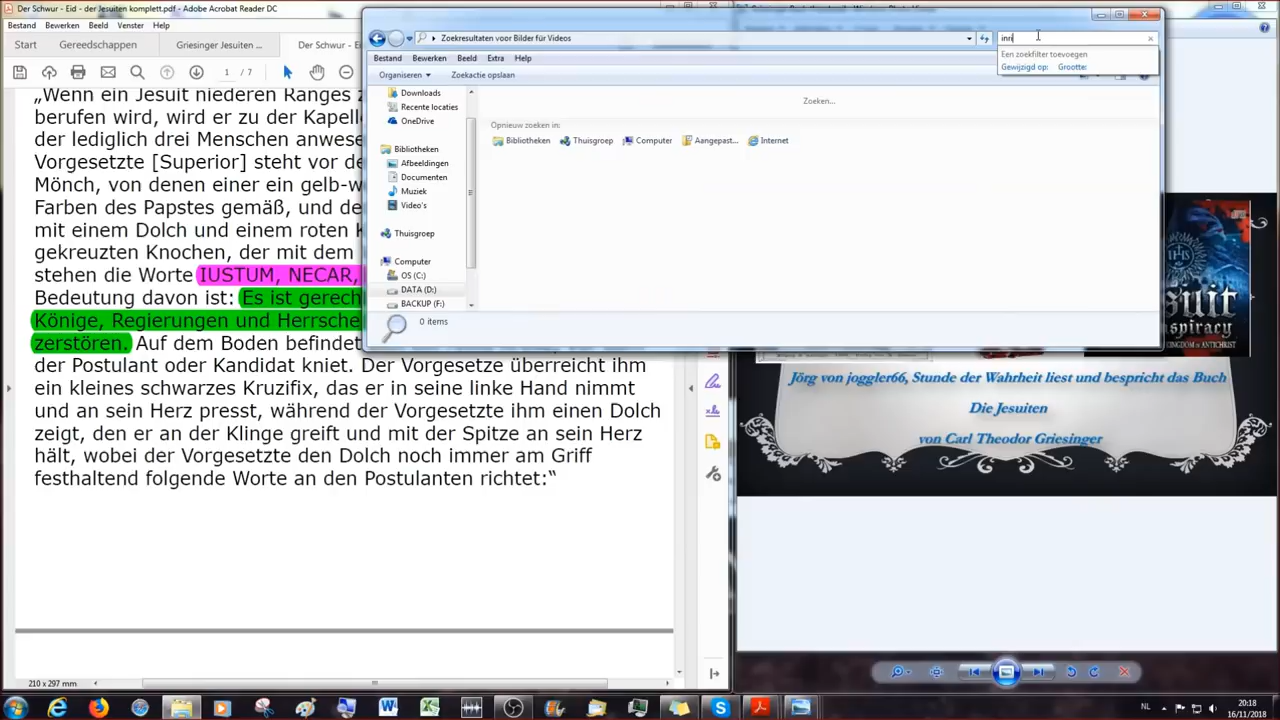 Der Schwur - Eid - der Jesuiten komplett.pdf - Adobe Acrobat Reader DC
Bestand Bewerken Beeld Venster Help
Start Gereedschappen Griesinger Jesuiten ... Der Schwur - Eid - d
1 / 7
„Wenn ein Jesuit niederen Ranges z
berufen wird, wird er zu der Kapelle
der lediglich drei Menschen anwese
Vorgesetzte [Superior] steht vor de
Mönch, von denen einer ein gelb-w
Farben des Papstes gemäß, und de
mit einem Dolch und einem roten K
gekreuzten Knochen, der mit dem
stehen die Worte IUSTUM, NECAR,
Bedeutung davon ist: Es ist gerech
Könige, Regierungen und Herrsche
zerstören. Auf dem Boden befindet
der Postulant oder Kandidat kniet. Der Vorgesetzte überreicht ihm
ein kleines schwarzes Kruzifix, das er in seine linke Hand nimmt
und an sein Herz presst, während der Vorgesetzte ihm einen Dolch
zeigt, den er an der Klinge greift und mit der Spitze an sein Herz
hält, wobei der Vorgesetzte den Dolch noch immer am Griff
festhaltend folgende Worte an den Postulanten richtet:“
210 x 297 mm
Zoekresultaten voor Bilder für Videos
inri
Een zoekfilter toevoegen
Gewijzigd op: Grootte:
Bestand Bewerken Beeld Extra Help
Organiseren Zoekactie opslaan
Downloads
Recente locaties
OneDrive
Bibliotheken
Afbeeldingen
Documenten
Muziek
Video's
Thuisgroep
Computer
OS (C:)
DATA (D:)
BACKUP (F:)
Zoeken...
Opnieuw zoeken in:
Bibliotheken Thuisgroep Computer Aangepast... Internet
0 items
IHS
suit
nspiracy
KINGDOM of ANTICHRIST
Jörg von joggler66, Stunde der Wahrheit liest und bespricht das Buch
Die Jesuiten
von Carl Theodor Griesinger
NL
20:18
16/11/2018